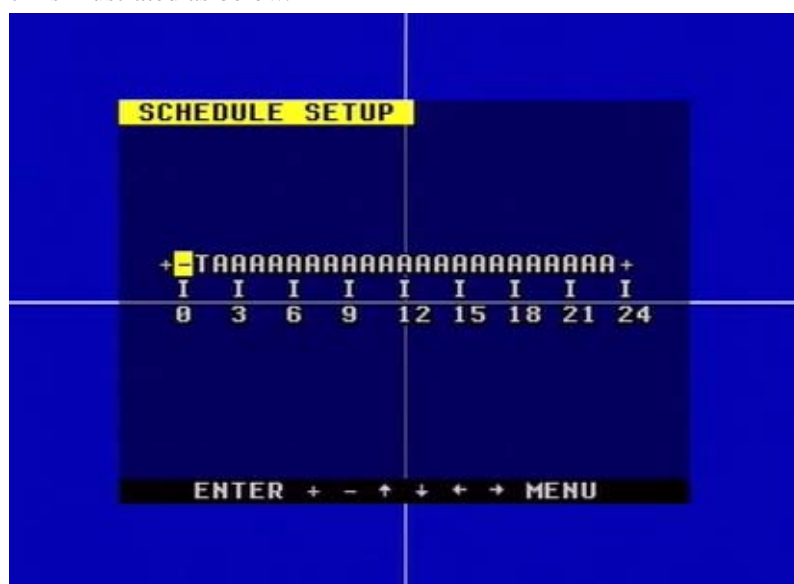 SCHEDULE SETUP
+-TAAAAAAAAAAAAAAAAAAAAAA+
I I I I I I I I I
0 3 6 9 12 15 18 21 24
ENTER + - ↑ ↓ ← → MENU